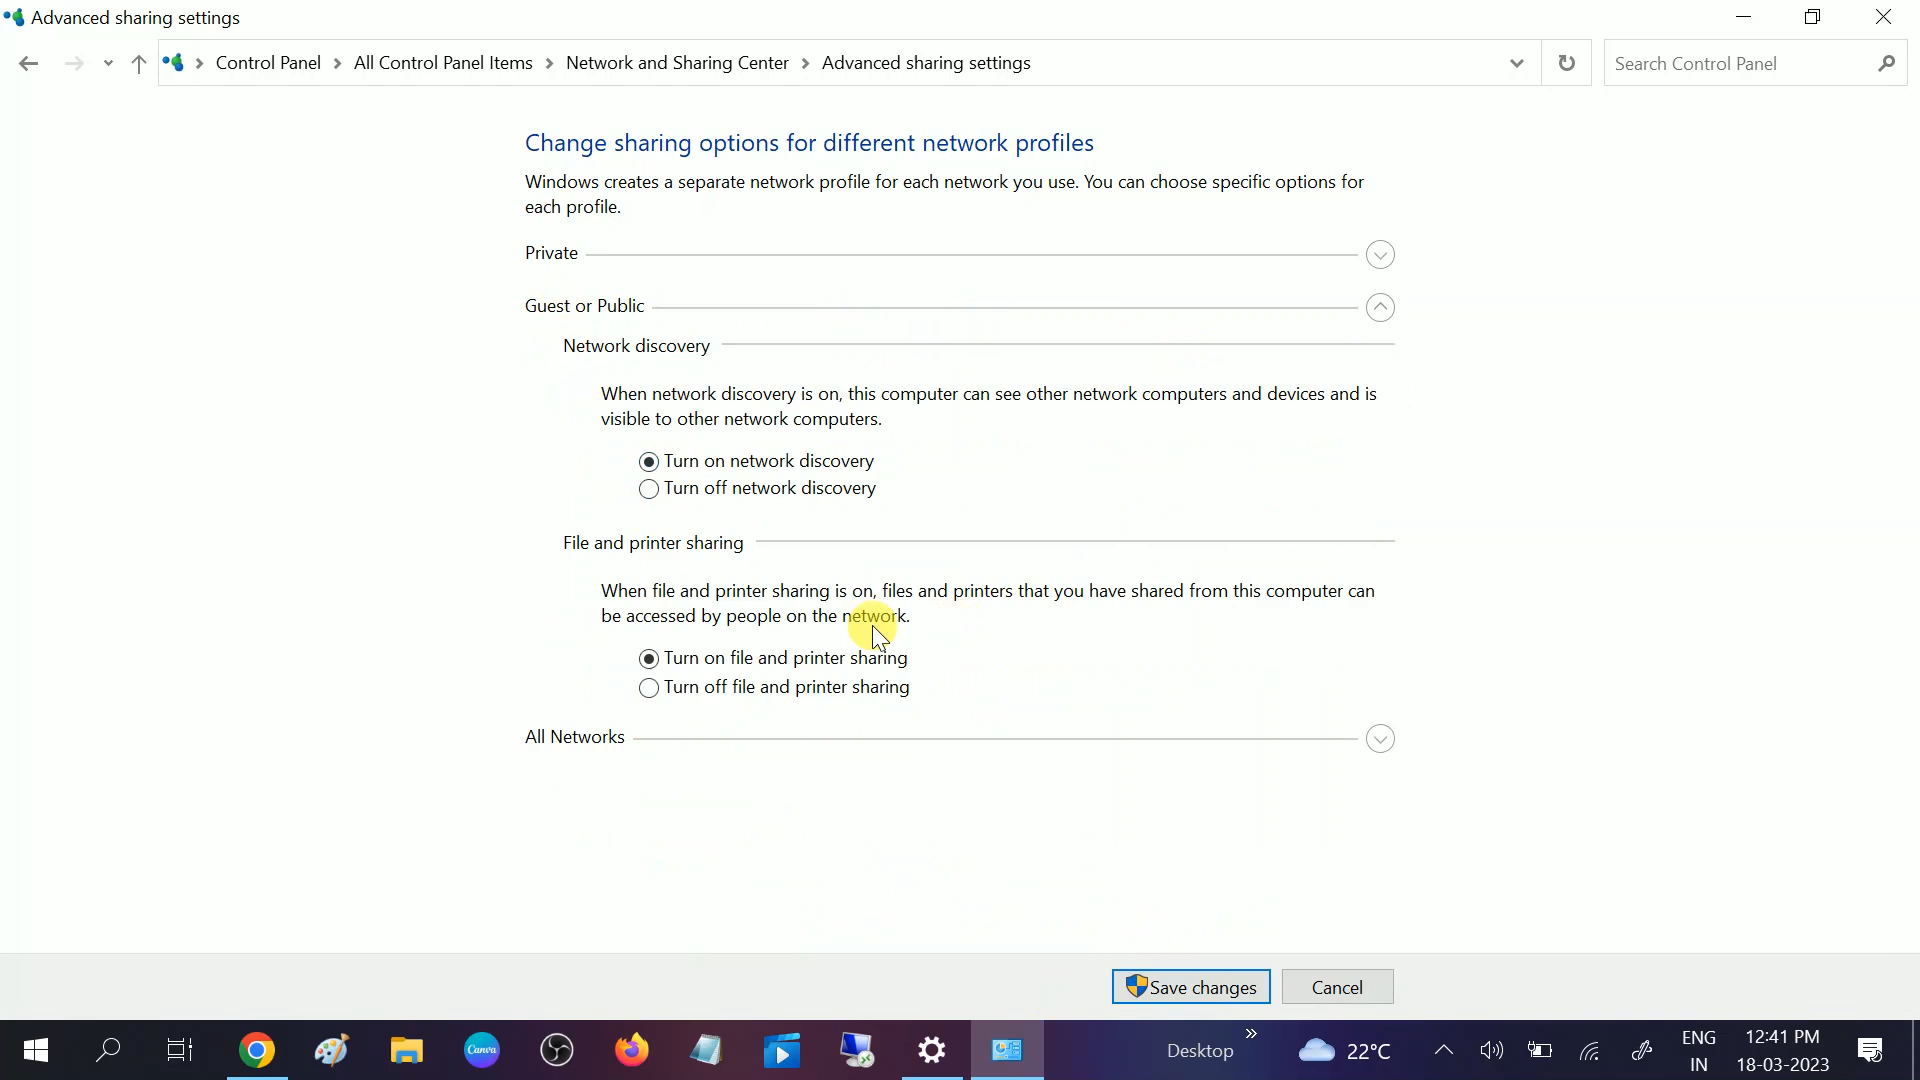 Advanced sharing settings
Control Panel > All Control Panel Items > Network and Sharing Center > Advanced sharing settings
Search Control Panel
Change sharing options for different network profiles
Windows creates a separate network profile for each network you use. You can choose specific options for
each profile.
Private
Guest or Public
Network discovery
When network discovery is on, this computer can see other network computers and devices and is
visible to other network computers.
Turn on network discovery
Turn off network discovery
File and printer sharing
When file and printer sharing is on, files and printers that you have shared from this computer can
be accessed by people on the network.
Turn on file and printer sharing
Turn off file and printer sharing
All Networks
Save changes
Cancel
Canva
Desktop
22°C
ENG
IN
12:41 PM
18-03-2023